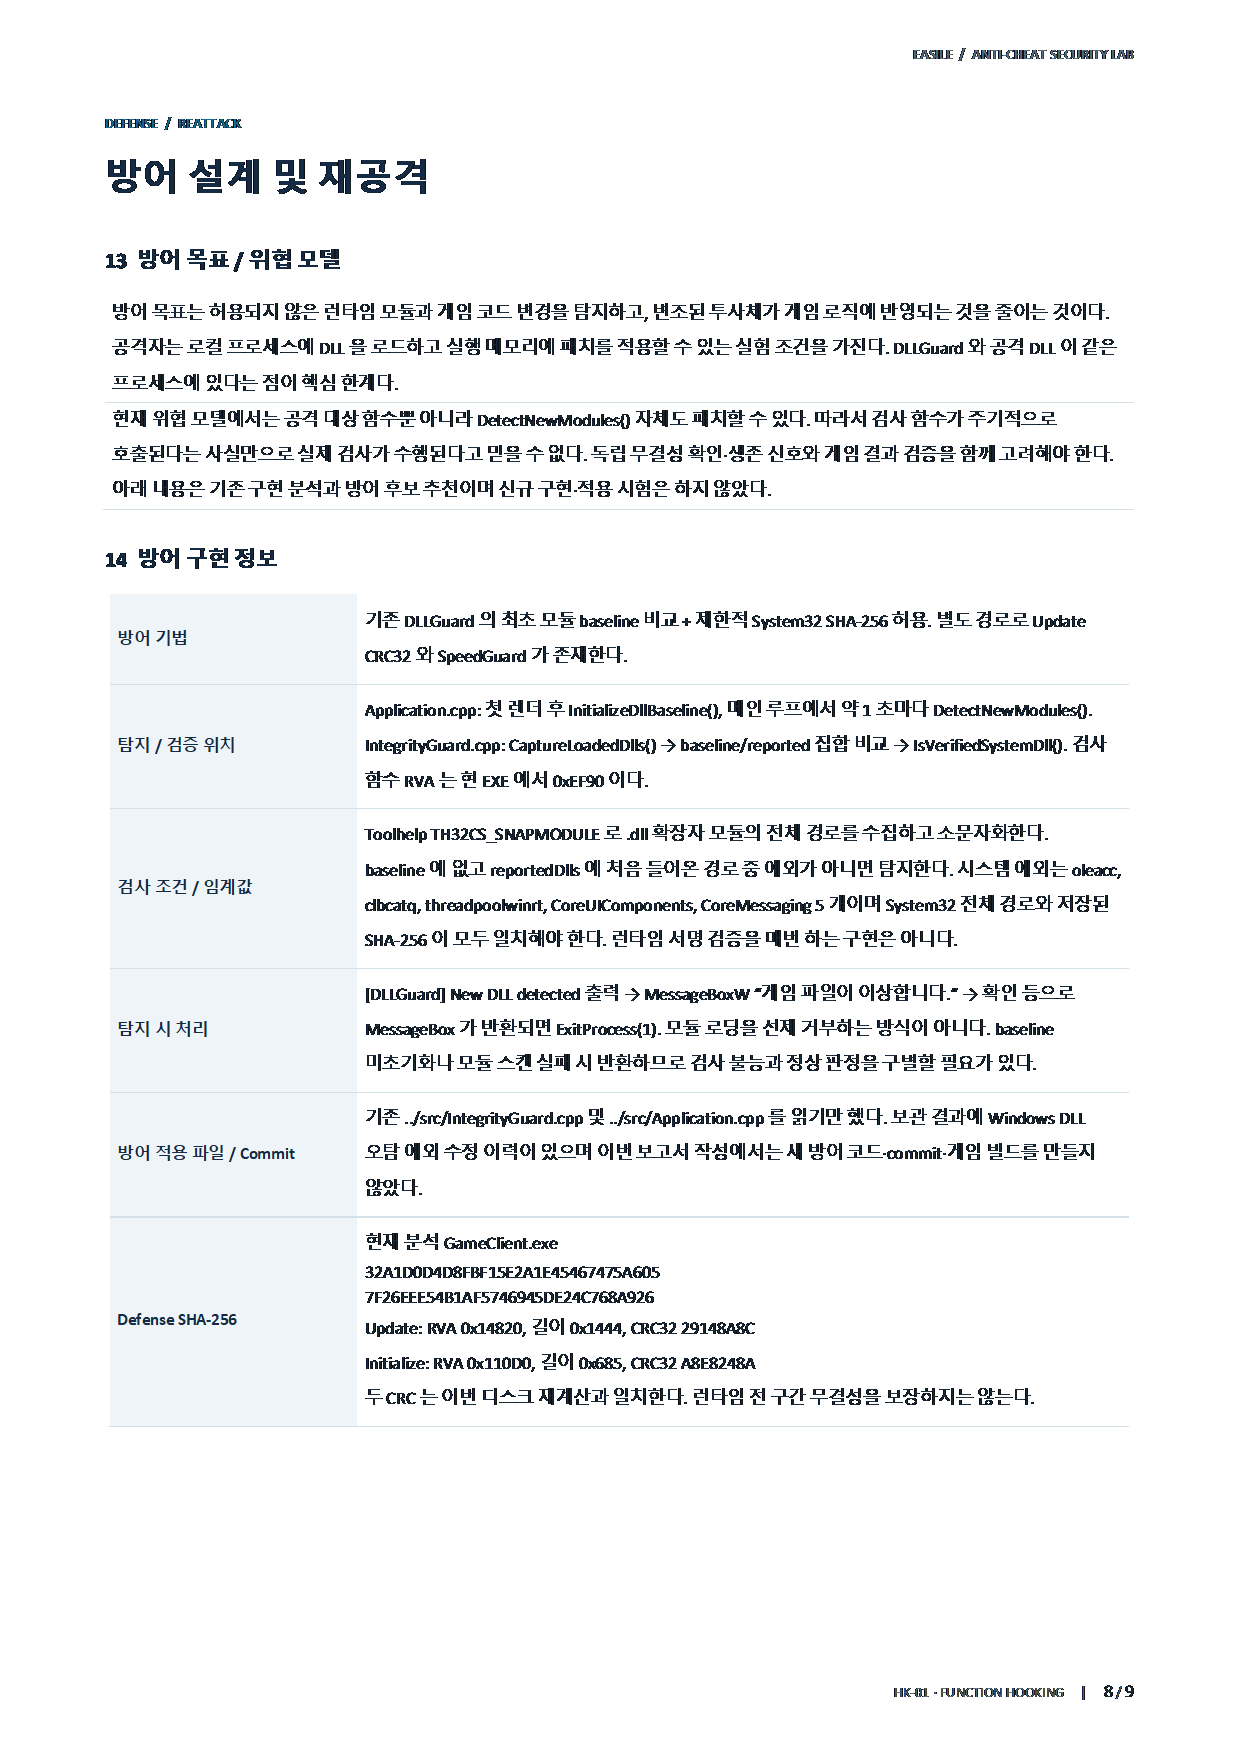 EASILE / ANTI-CHEAT SECURITY LAB
DEFENSE / REATTACK
방어 설계 및 재공격
13 방어 목표 / 위협 모델
방어 목표는 허용되지 않은 런타임 모듈과 게임 코드 변경을 탐지하고, 변조된 투사체가 게임 로직에 반영되는 것을 줄이는 것이다.
공격자는 로컬 프로세스에 DLL 을 로드하고 실행 메모리에 패치를 적용할 수 있는 실험 조건을 가진다. DLLGuard 와 공격 DLL 이 같은
프로세스에 있다는 점이 핵심 한계다.
현재 위협 모델에서는 공격 대상 함수뿐 아니라 DetectNewModules() 자체도 패치할 수 있다. 따라서 검사 함수가 주기적으로
호출된다는 사실만으로 실제 검사가 수행된다고 믿을 수 없다. 독립 무결성 확인·생존 신호와 게임 결과 검증을 함께 고려해야 한다.
아래 내용은 기존 구현 분석과 방어 후보 추천이며 신규 구현·적용 시험은 하지 않았다.
14 방어 구현 정보
방어 기법
기존 DLLGuard 의 최초 모듈 baseline 비교 + 제한적 System32 SHA-256 허용. 별도 경로로 Update
CRC32 와 SpeedGuard 가 존재한다.
탐지 / 검증 위치
Application.cpp: 첫 렌더 후 InitializeDllBaseline(), 메인 루프에서 약 1 초마다 DetectNewModules().
IntegrityGuard.cpp: CaptureLoadedDlls() → baseline/reported 집합 비교 → IsVerifiedSystemDll(). 검사
함수 RVA 는 현 EXE 에서 0xEF90 이다.
검사 조건 / 임계값
Toolhelp TH32CS_SNAPMODULE 로 .dll 확장자 모듈의 전체 경로를 수집하고 소문자화한다.
baseline 에 없고 reportedDlls 에 처음 들어온 경로 중 예외가 아니면 탐지한다. 시스템 예외는 oleacc,
clbcatq, threadpoolwinrt, CoreUIComponents, CoreMessaging 5 개이며 System32 전체 경로와 저장된
SHA-256 이 모두 일치해야 한다. 런타임 서명 검증을 매번 하는 구현은 아니다.
탐지 시 처리
[DLLGuard] New DLL detected 출력 → MessageBoxW “게임 파일이 이상합니다.” → 확인 등으로
MessageBox 가 반환되면 ExitProcess(1). 모듈 로딩을 선제 거부하는 방식이 아니다. baseline
미초기화나 모듈 스캔 실패 시 반환하므로 검사 불능과 정상 판정을 구별할 필요가 있다.
방어 적용 파일 / Commit
기존 ../src/IntegrityGuard.cpp 및 ../src/Application.cpp 를 읽기만 했다. 보관 결과에 Windows DLL
오탐 예외 수정 이력이 있으며 이번 보고서 작성에서는 새 방어 코드·commit·게임 빌드를 만들지
않았다.
Defense SHA-256
현재 분석 GameClient.exe
32A1D0D4D8FBF15E2A1E45467475A605
7F26EEE54B1AF5746945DE24C768A926
Update: RVA 0x14820, 길이 0x1444, CRC32 29148A8C
Initialize: RVA 0x110D0, 길이 0x685, CRC32 A8E8248A
두 CRC 는 이번 디스크 재계산과 일치한다. 런타임 전 구간 무결성을 보장하지는 않는다.
HK-01 · FUNCTION HOOKING | 8 / 9